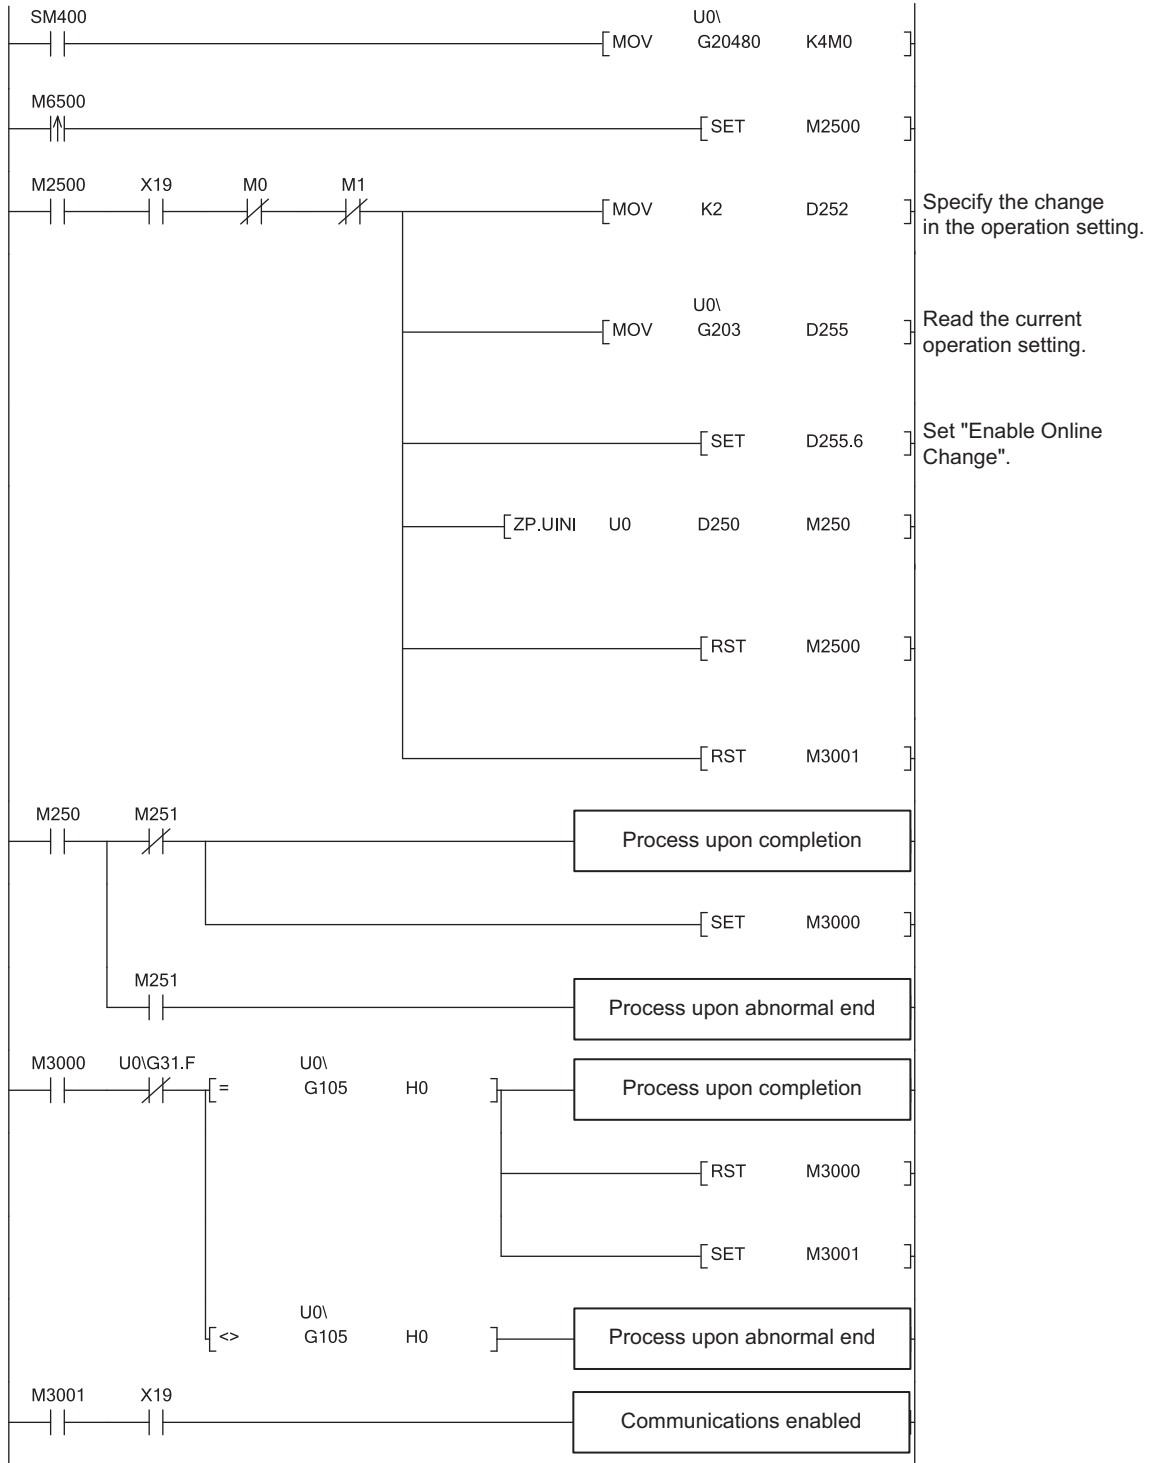 SM400
U0\
MOV G20480 K4M0
M6500
SET M2500
M2500 X19 M0 M1
MOV K2 D252
Specify the change
in the operation setting.
U0\
MOV G203 D255
Read the current
operation setting.
SET D255.6
Set "Enable Online
Change".
ZP.UINI U0 D250 M250
RST M2500
RST M3001
M250 M251
Process upon completion
SET M3000
M251
Process upon abnormal end
M3000 U0\G31.F U0\
= G105 H0
Process upon completion
RST M3000
SET M3001
U0\
<> G105 H0
Process upon abnormal end
M3001 X19
Communications enabled